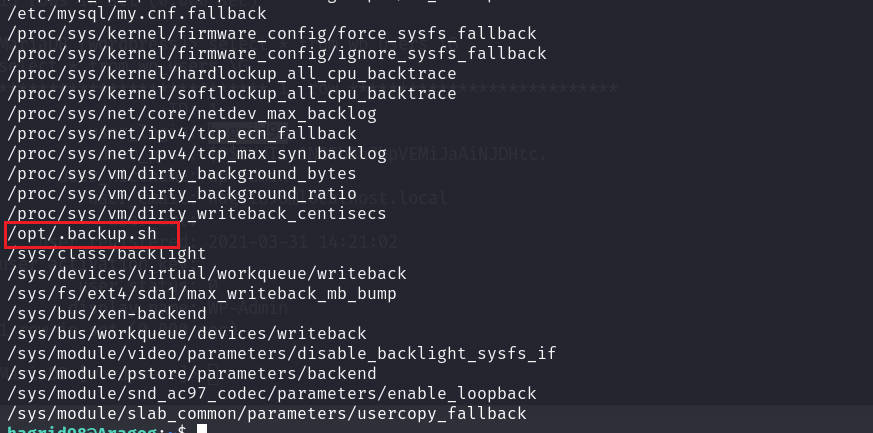 /etc/mysql/my.cnf.fallback
/proc/sys/kernel/firmware_config/force_sysfs_fallback
/proc/sys/kernel/firmware_config/ignore_sysfs_fallback
/proc/sys/kernel/hardlockup_all_cpu_backtrace
/proc/sys/kernel/softlockup_all_cpu_backtrace
/proc/sys/net/core/netdev_max_backlog
/proc/sys/net/ipv4/tcp_ecn_fallback
/proc/sys/net/ipv4/tcp_max_syn_backlog
/proc/sys/vm/dirty_background_bytes
/proc/sys/vm/dirty_background_ratio
/proc/sys/vm/dirty_writeback_centisecs
/opt/.backup.sh
/sys/class/backlight
/sys/devices/virtual/workqueue/writeback
/sys/fs/ext4/sda1/max_writeback_mb_bump
/sys/bus/xen-backend
/sys/bus/workqueue/devices/writeback
/sys/module/video/parameters/disable_backlight_sysfs_if
/sys/module/pstore/parameters/backend
/sys/module/snd_ac97_codec/parameters/enable_loopback
/sys/module/slab_common/parameters/usercopy_fallback
hagrid98@Aragog:~$